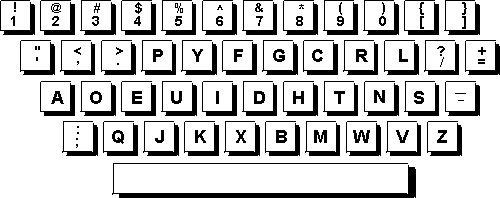 ! @ # $ % ^ & * ( ) { }
1 2 3 4 5 6 7 8 9 0 [ ]
" < > P Y F G C R L ? +
' , . / =
A O E U I D H T N S _
-
: Q J K X B M W V Z
;